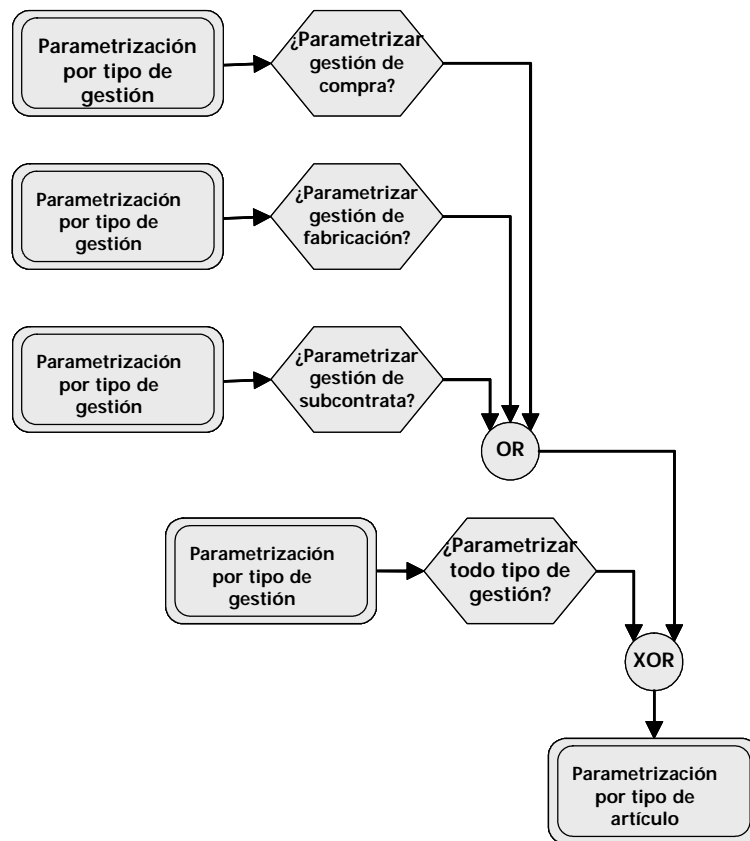 Parametrización
por tipo de
gestión
¿Parametrizar
gestión de
compra?
Parametrización
por tipo de
gestión
¿Parametrizar
gestión de
fabricación?
Parametrización
por tipo de
gestión
¿Parametrizar
gestión de
subcontrata?
OR
Parametrización
por tipo de
gestión
¿Parametrizar
todo tipo de
gestión?
XOR
Parametrización
por tipo de
artículo